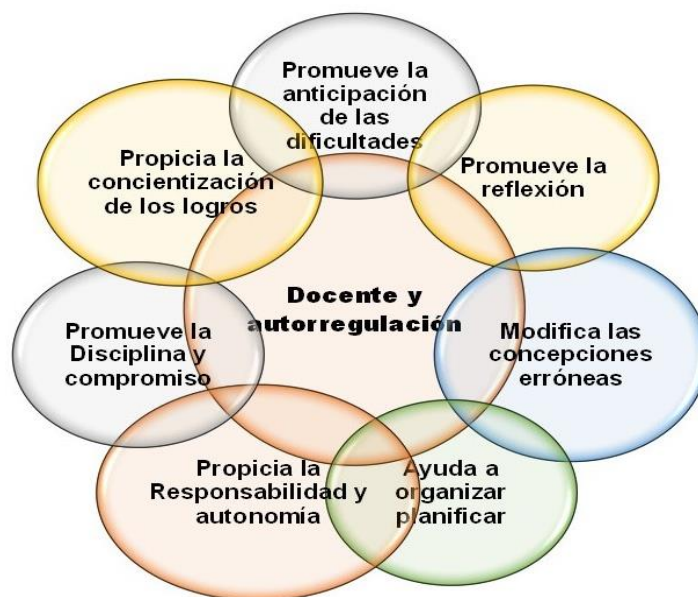 Promueve la
anticipación
de las
dificultades
Promueve la
reflexión
Modifica las
concepciones
erróneas
Ayuda a
organizar
planificar
Propicia la
Responsabilidad y
autonomía
Promueve la
Disciplina y
compromiso
Propicia la
concientización
de los logros
Docente y
autorregulación